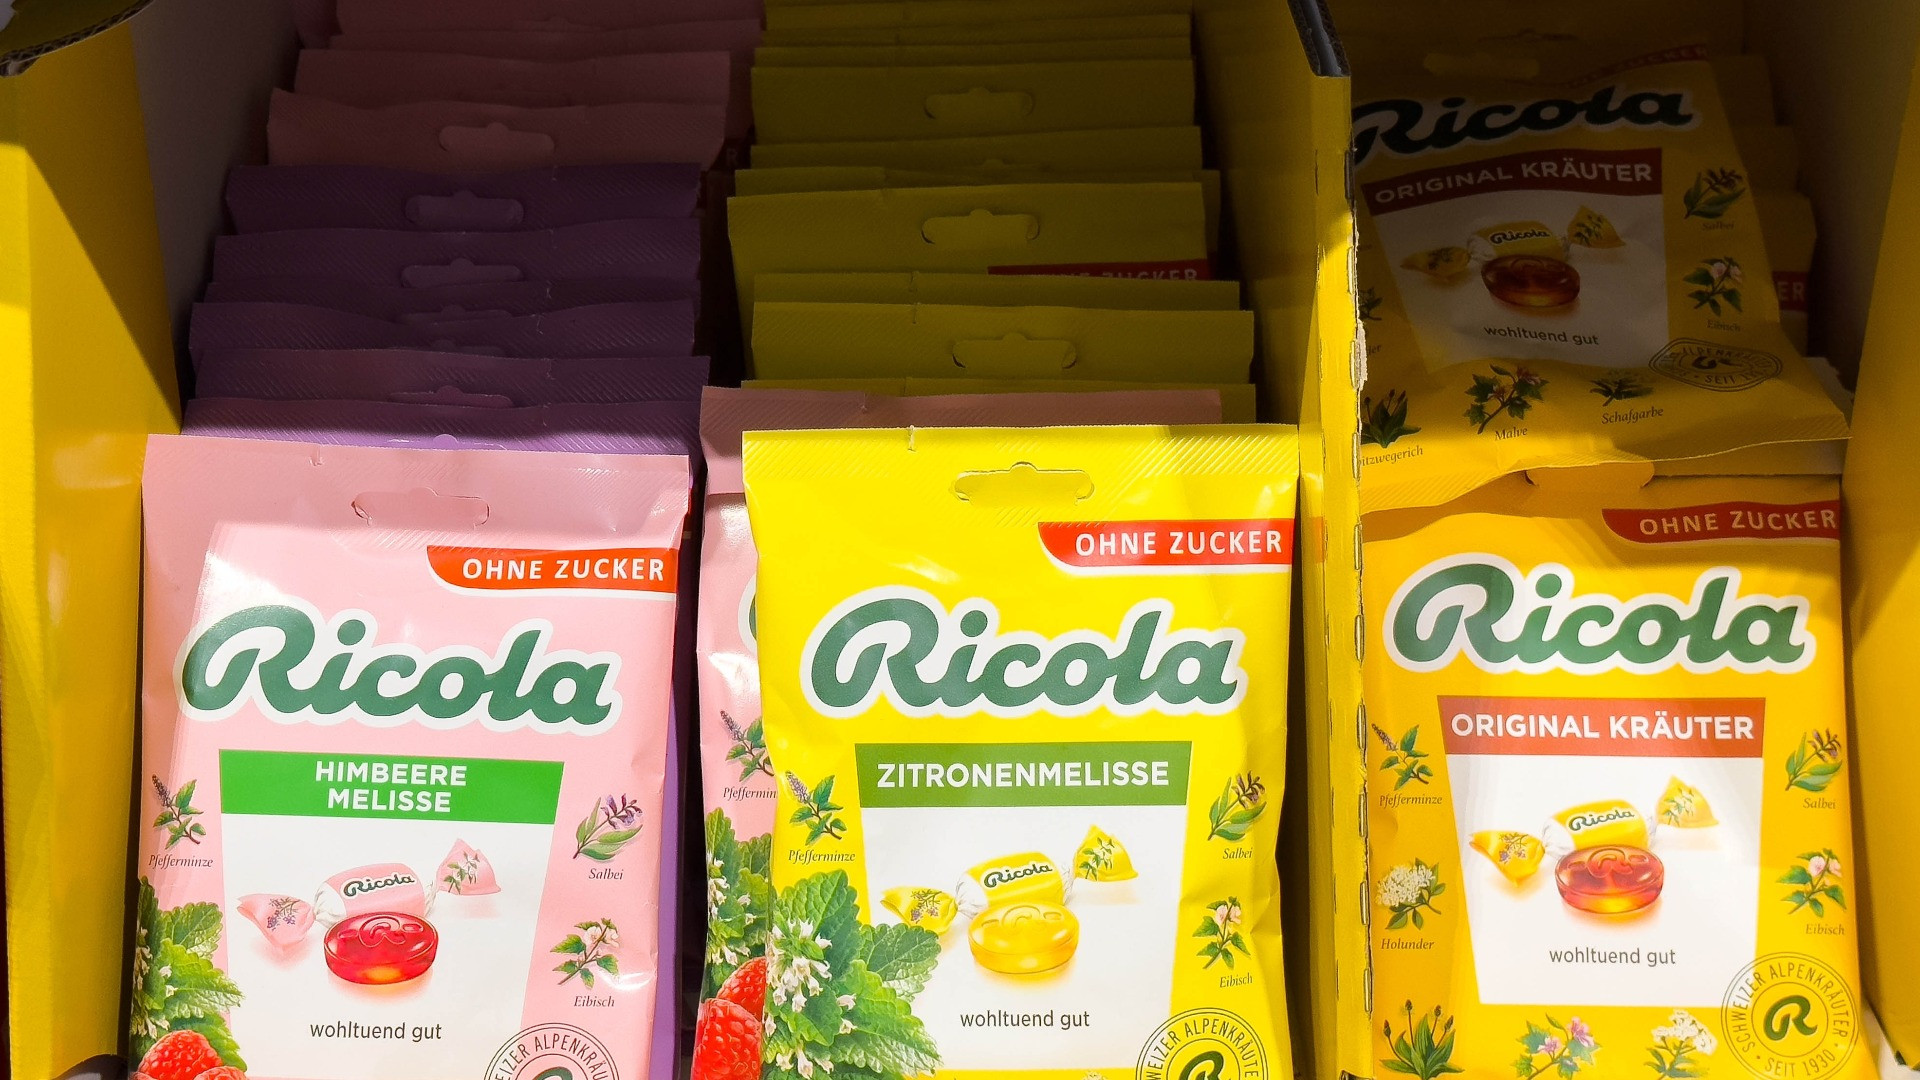 Ricola
ORIGINAL KRÄUTER
Salbei
Ricola
Eibisch
wohltuend gut
Malve
Schafgarbe
OHNE ZUCKER
Ricola
HIMBEERE
MELISSE
Pfefferminze
Salbei
Ricola
Eibisch
wohltuend gut
OHNE ZUCKER
Ricola
ZITRONENMELISSE
Pfefferminze
Salbei
Ricola
Eibisch
wohltuend gut
OHNE ZUCKER
Ricola
ORIGINAL KRÄUTER
Pfefferminze
Salbei
Ricola
Holunder
Eibisch
wohltuend gut
SCHWEIZER ALPENKRÄUTER
SEIT 1930